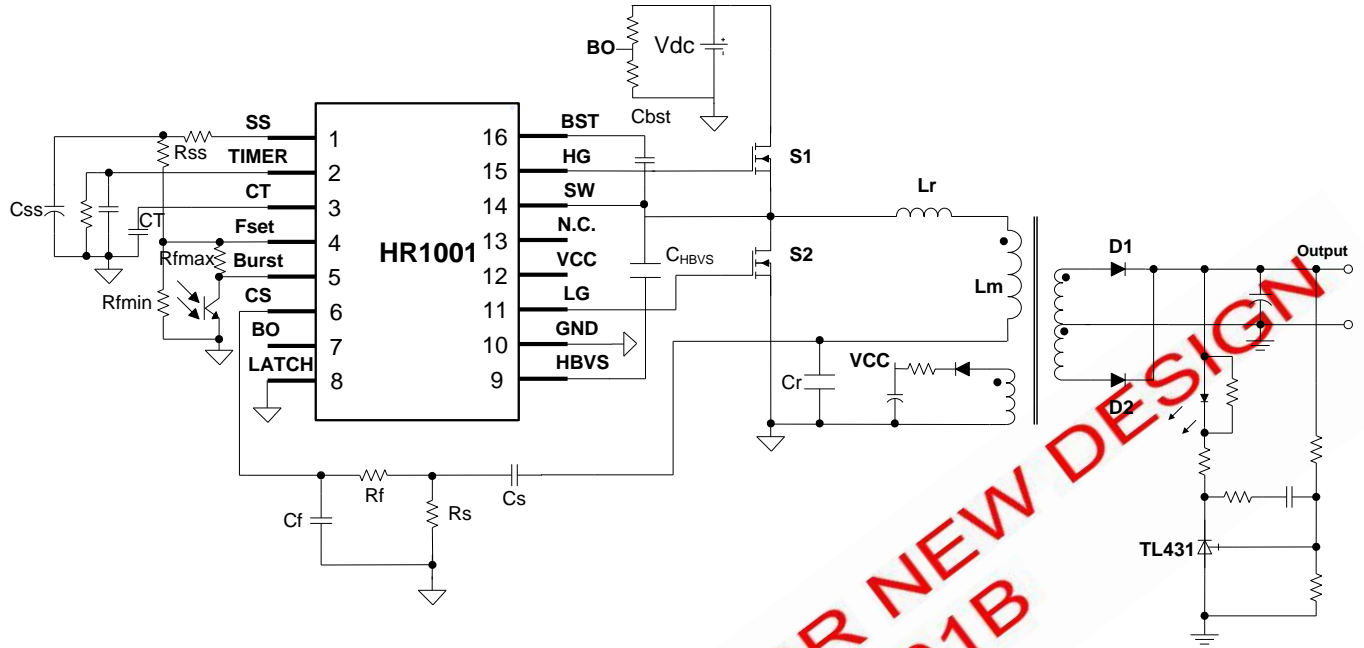 BO
Vdc
+
Cbst
SS
1
16
BST
Rss
TIMER
2
15
HG
S1
CT
3
14
SW
Lr
Css
CT
Fset
4
13
N.C.
HR1001
Rfmax
Burst
5
12
VCC
CHBVS
S2
Rfmin
CS
6
11
LG
Lm
D1
Output
BO
7
10
GND
LATCH
8
9
HBVS
Cr
VCC
D2
Rf
Cs
Cf
Rs
TL431
R NEW DESIGN